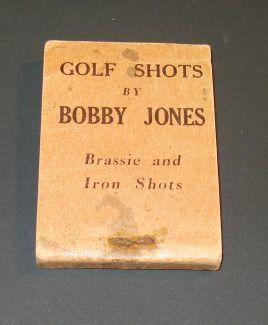 GOLF SHOTS
BY
BOBBY JONES
Brassie and
Iron Shots